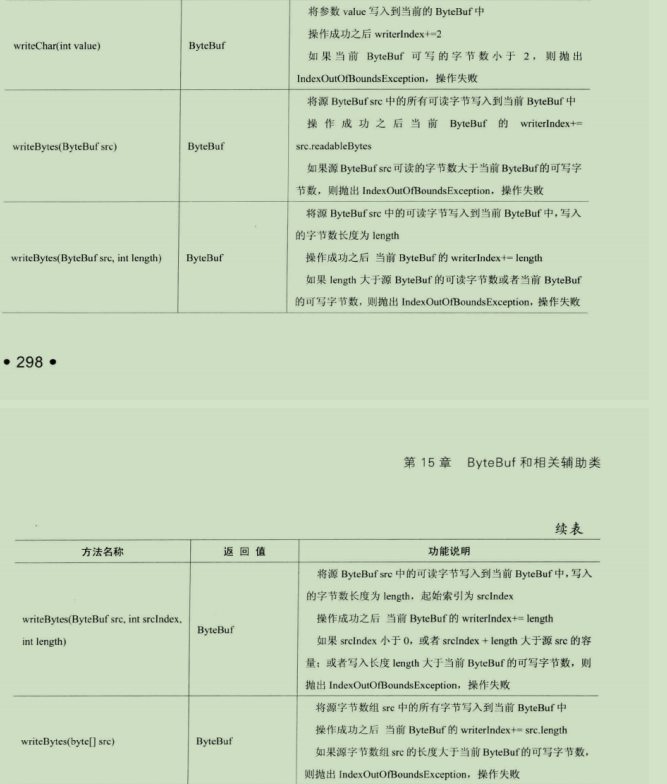 将参数 value 写入到当前的 ByteBuf 中
操作成功之后 writerIndex+=2
writeChar(int value)
ByteBuf
如果当前 ByteBuf 可写的字节数小于 2，则抛出
IndexOutOfBoundsException，操作失败
将源 ByteBuf src 中的所有可读字节写入到当前 ByteBuf 中
操作成功之后当前 ByteBuf 的 writerIndex+=
writeBytes(ByteBuf src)
ByteBuf
src.readableBytes
如果源 ByteBuf src 可读的字节数大于当前 ByteBuf 的可写字
节数，则抛出 IndexOutOfBoundsException，操作失败
将源 ByteBuf src 中的可读字节写入到当前 ByteBuf 中，写入
的字节数长度为 length
writeBytes(ByteBuf src, int length)
ByteBuf
操作成功之后 当前 ByteBuf 的 writerIndex+= length
如果 length 大于源 ByteBuf 的可读字节数或者当前 ByteBuf
的可写字节数，则抛出 IndexOutOfBoundsException，操作失败
• 298 •
第 15 章 ByteBuf 和相关辅助类
续表
方法名称
返 回 值
功能说明
将源 ByteBuf src 中的可读字节写入到当前 ByteBuf 中，写入
的字节数长度为 length，起始索引为 srcIndex
writeBytes(ByteBuf src, int srcIndex,
int length)
ByteBuf
操作成功之后 当前 ByteBuf 的 writerIndex+= length
如果 srcIndex 小于 0，或者 srcIndex + length 大于源 src 的容
量；或者写入长度 length 大于当前 ByteBuf 的可写字节数，则
抛出 IndexOutOfBoundsException，操作失败
将源字节数组 src 中的所有字节写入到当前 ByteBuf 中
操作成功之后 当前 ByteBuf 的 writerIndex+= src.length
writeBytes(byte[] src)
ByteBuf
如果源字节数组 src 的长度大于当前 ByteBuf 的可写字节数，
则抛出 IndexOutOfBoundsException，操作失败